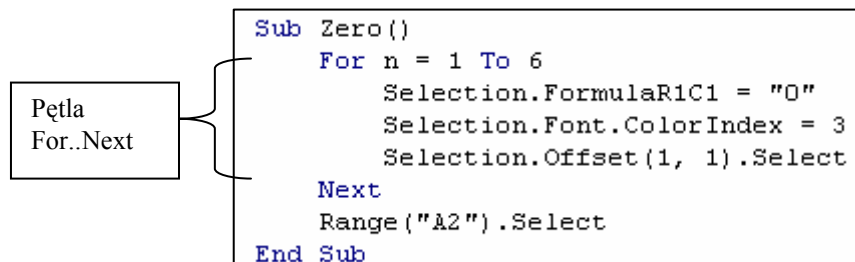 Pętla
For..Next
Sub Zero()
For n = 1 To 6
Selection.FormulaR1C1 = "0"
Selection.Font.ColorIndex = 3
Selection.Offset(1, 1).Select
Next
Range("A2").Select
End Sub